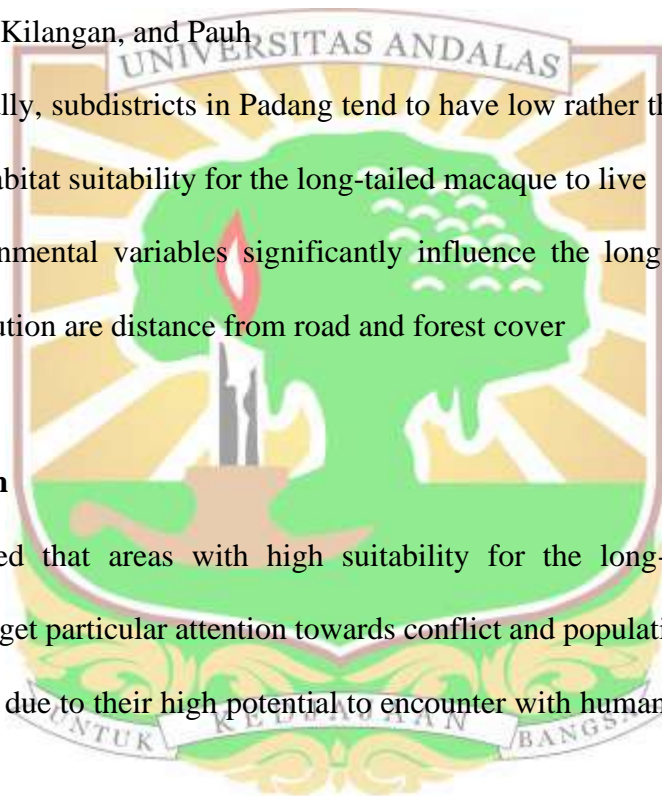 Kilangan, and Pauh
UNIVERSITAS ANDALAS
lly, subdistricts in Padang tend to have low rather th
abitat suitability for the long-tailed macaque to live
nmental variables significantly influence the long
ution are distance from road and forest cover
n
ed that areas with high suitability for the long-
get particular attention towards conflict and populati
due to their high potential to encounter with human
UNTUK KEDJAJAAN BANGSA